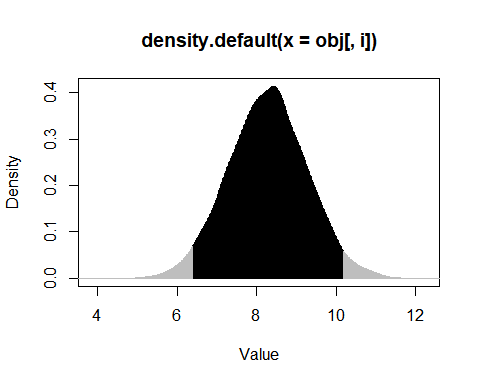 density.default(x = obj[, i])
Density
0.4
0.3
0.2
0.1
0.0
4 6 8 10 12
Value